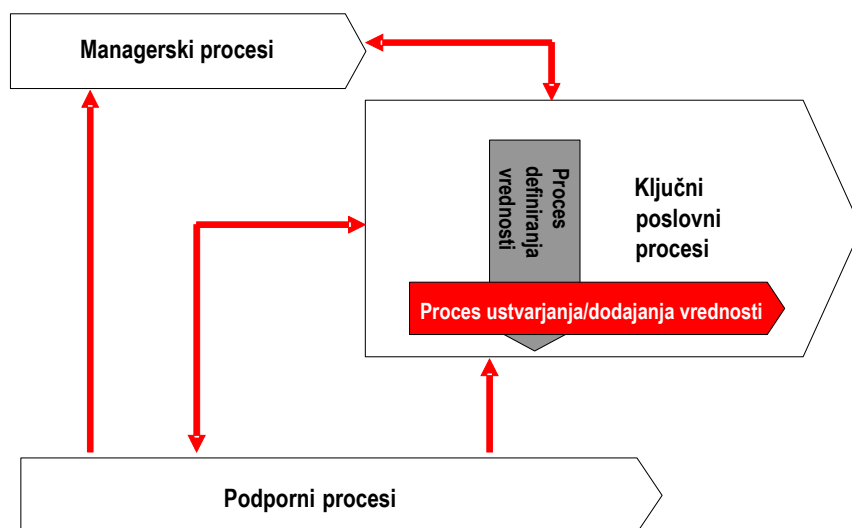 Managerski procesi
Proces
definiranja
vrednosti
Ključni
poslovni
procesi
Proces ustvarjanja/dodajanja vrednosti
Podporni procesi